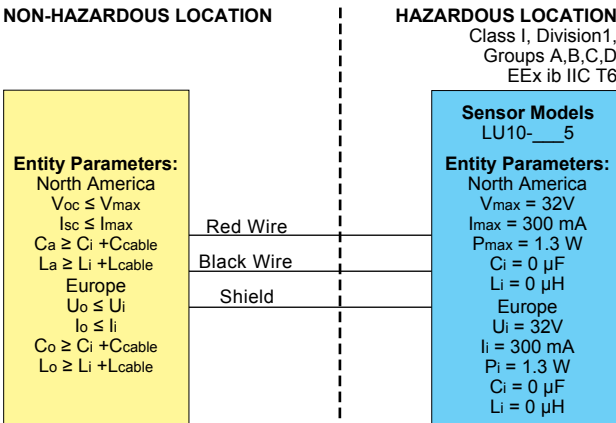 NON-HAZARDOUS LOCATION
HAZARDOUS LOCATION
Class I, Division1,
Groups A,B,C,D
EEx ib IIC T6
Entity Parameters:
North America
Voc ≤ Vmax
Isc ≤ Imax
Ca ≥ Ci +Ccable
La ≥ Li +Lcable
Europe
Uo ≤ Ui
Io ≤ Ii
Co ≥ Ci +Ccable
Lo ≥ Li +Lcable
Red Wire
Black Wire
Shield
Sensor Models
LU10-___5
Entity Parameters:
North America
Vmax = 32V
Imax = 300 mA
Pmax = 1.3 W
Ci = 0 µF
Li = 0 µH
Europe
Ui = 32V
Ii = 300 mA
Pi = 1.3 W
Ci = 0 µF
Li = 0 µH